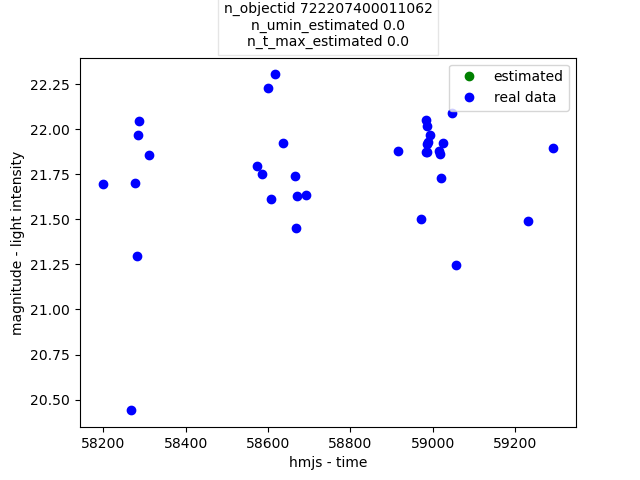 n_objectid 722207400011062
n_umin_estimated 0.0
n_t_max_estimated 0.0
estimated
real data
22.25
22.00
21.75
21.50
21.25
21.00
20.75
20.50
magnitude - light intensity
58200 58400 58600 58800 59000 59200
hmjs - time